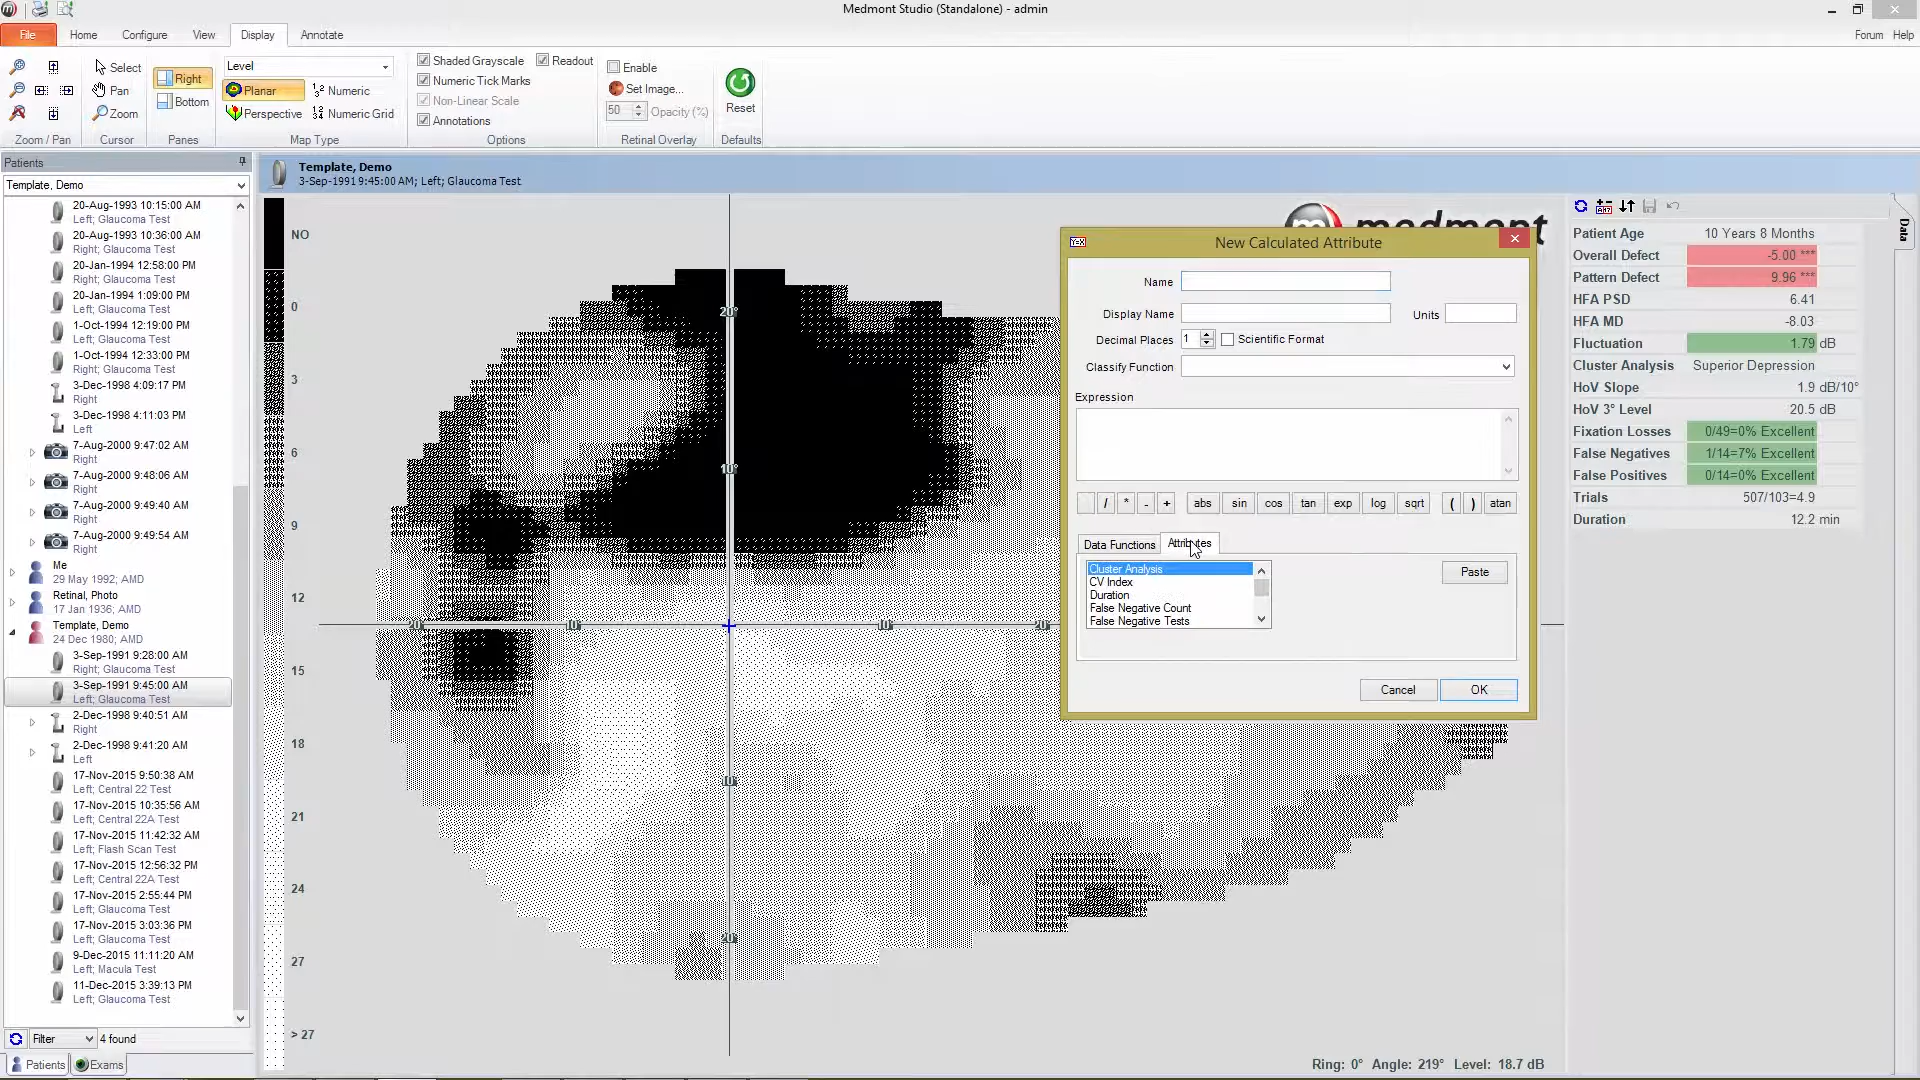 Medmont Studio (Standalone) - admin
File Home Configure View Display Annotate Forum Help
Select
Pan
Zoom
Right
Bottom
Level
Planar
Numeric
Perspective
Numeric Grid
Shaded Grayscale
Readout
Numeric Tick Marks
Non-Linear Scale
Annotations
Enable
Set Image...
50 Opacity (%)
Reset
Zoom / Pan Cursor Panes Map Type Options Retinal Overlay Defaults
Patients
Template, Demo
20-Aug-1993 10:15:00 AM
Left; Glaucoma Test
20-Aug-1993 10:36:00 AM
Right; Glaucoma Test
20-Jan-1994 12:58:00 PM
Right; Glaucoma Test
20-Jan-1994 1:09:00 PM
Left; Glaucoma Test
1-Oct-1994 12:19:00 PM
Left; Glaucoma Test
1-Oct-1994 12:33:00 PM
Right; Glaucoma Test
3-Dec-1998 4:09:17 PM
Right
3-Dec-1998 4:11:03 PM
Left
7-Aug-2000 9:47:02 AM
Right
7-Aug-2000 9:48:06 AM
Right
7-Aug-2000 9:49:40 AM
Right
7-Aug-2000 9:49:54 AM
Right
Me
29 May 1992; AMD
Retinal, Photo
17 Jan 1936; AMD
Template, Demo
24 Dec 1980; AMD
3-Sep-1991 9:28:00 AM
Right; Glaucoma Test
3-Sep-1991 9:45:00 AM
Left; Glaucoma Test
2-Dec-1998 9:40:51 AM
Right
2-Dec-1998 9:41:20 AM
Left
17-Nov-2015 9:50:38 AM
Left; Central 22 Test
17-Nov-2015 10:35:56 AM
Left; Central 22A Test
17-Nov-2015 11:42:32 AM
Left; Flash Scan Test
17-Nov-2015 12:56:32 PM
Left; Central 22A Test
17-Nov-2015 2:55:44 PM
Left; Glaucoma Test
17-Nov-2015 3:03:36 PM
Left; Glaucoma Test
9-Dec-2015 11:11:20 AM
Left; Macula Test
11-Dec-2015 3:39:13 PM
Left; Glaucoma Test
Filter 4 found
Patients Exams
Template, Demo
3-Sep-1991 9:45:00 AM; Left; Glaucoma Test
medmont
NO
0
3
6
9
12
15
18
21
24
27
> 27
20°
10°
20 10 10 20
10
20
New Calculated Attribute
Name
Display Name Units
Decimal Places 1 Scientific Format
Classify Function
Expression
/ * - + abs sin cos tan exp log sqrt ( ) atan
Data Functions Attributes
Cluster Analysis
CV Index
Duration
False Negative Count
False Negative Tests
Paste
Cancel OK
Data
Patient Age 10 Years 8 Months
Overall Defect -5.00 ***
Pattern Defect 9.96 ***
HFA PSD 6.41
HFA MD -8.03
Fluctuation 1.79 dB
Cluster Analysis Superior Depression
HoV Slope 1.9 dB/10°
HoV 3° Level 20.5 dB
Fixation Losses 0/49=0% Excellent
False Negatives 1/14=7% Excellent
False Positives 0/14=0% Excellent
Trials 507/103=4.9
Duration 12.2 min
Ring: 0° Angle: 219° Level: 18.7 dB